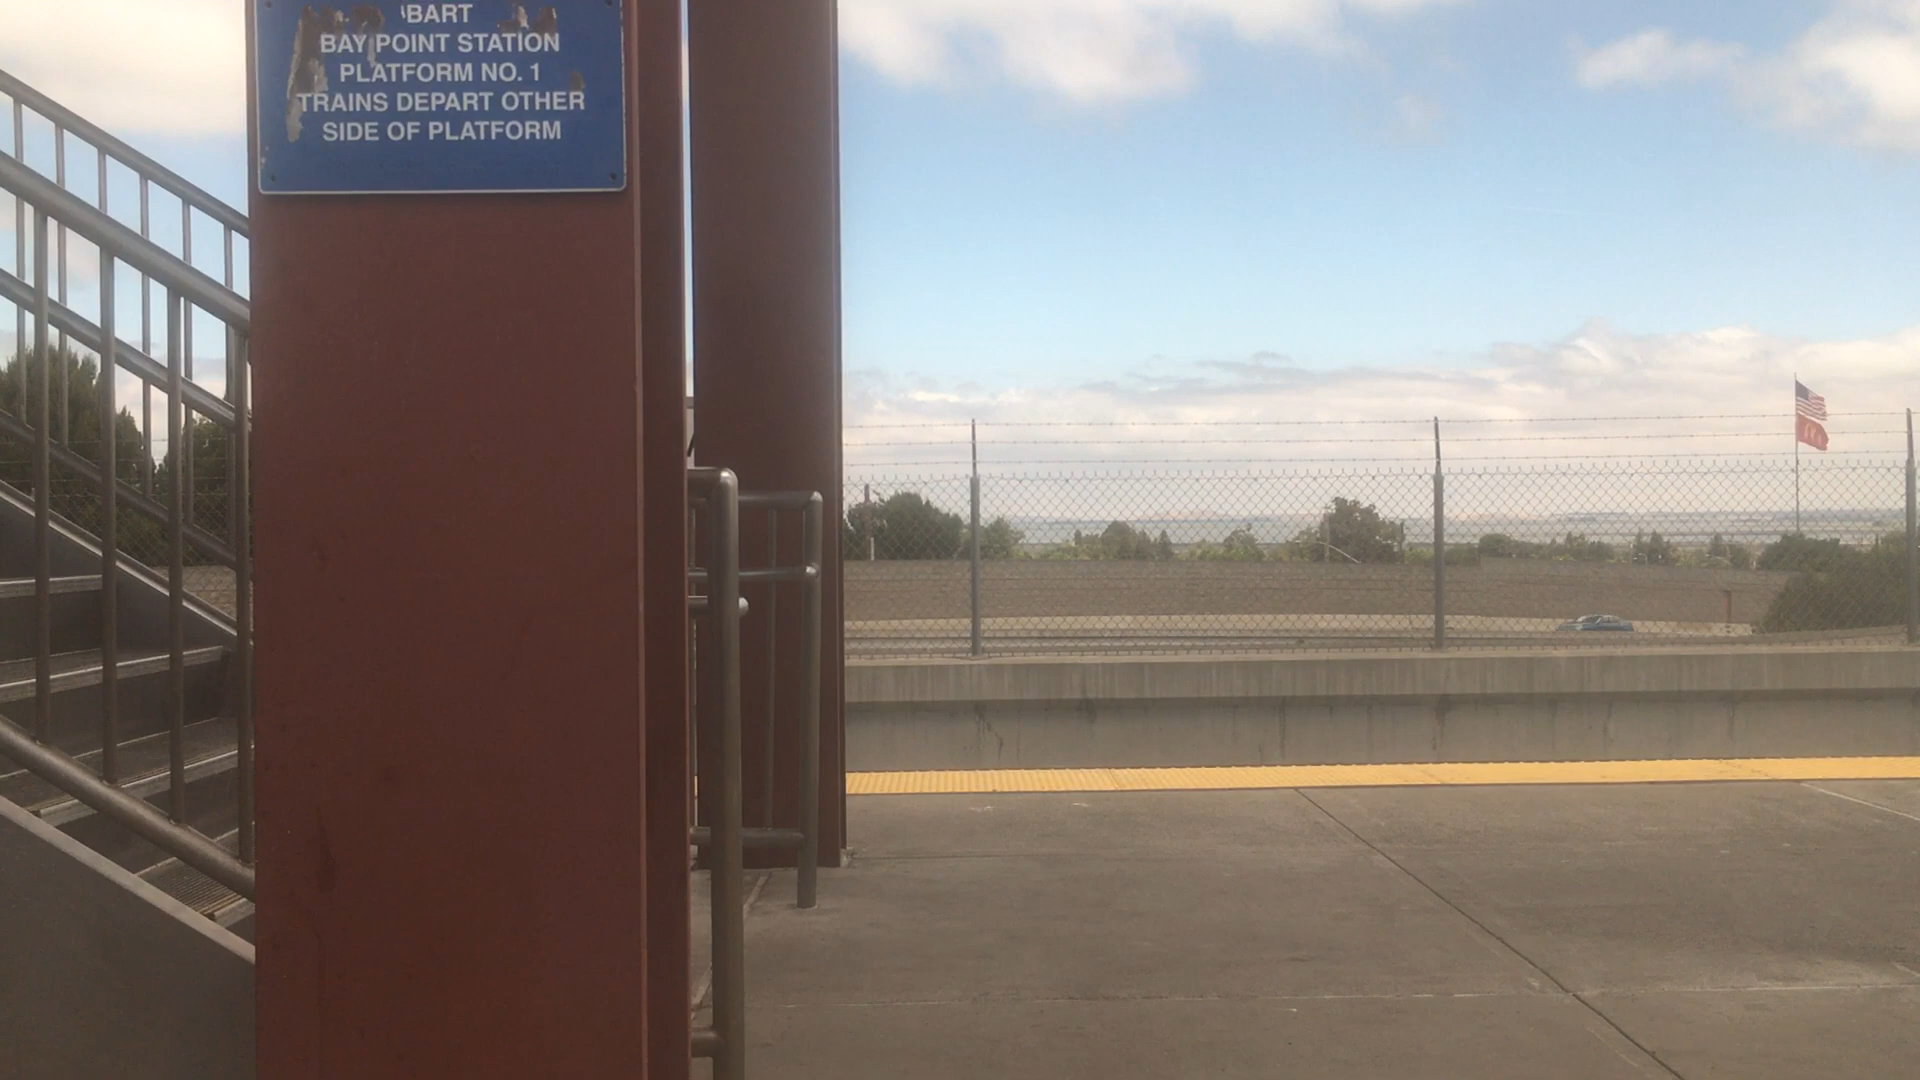 BART
BAY POINT STATION
PLATFORM NO. 1
TRAINS DEPART OTHER
SIDE OF PLATFORM